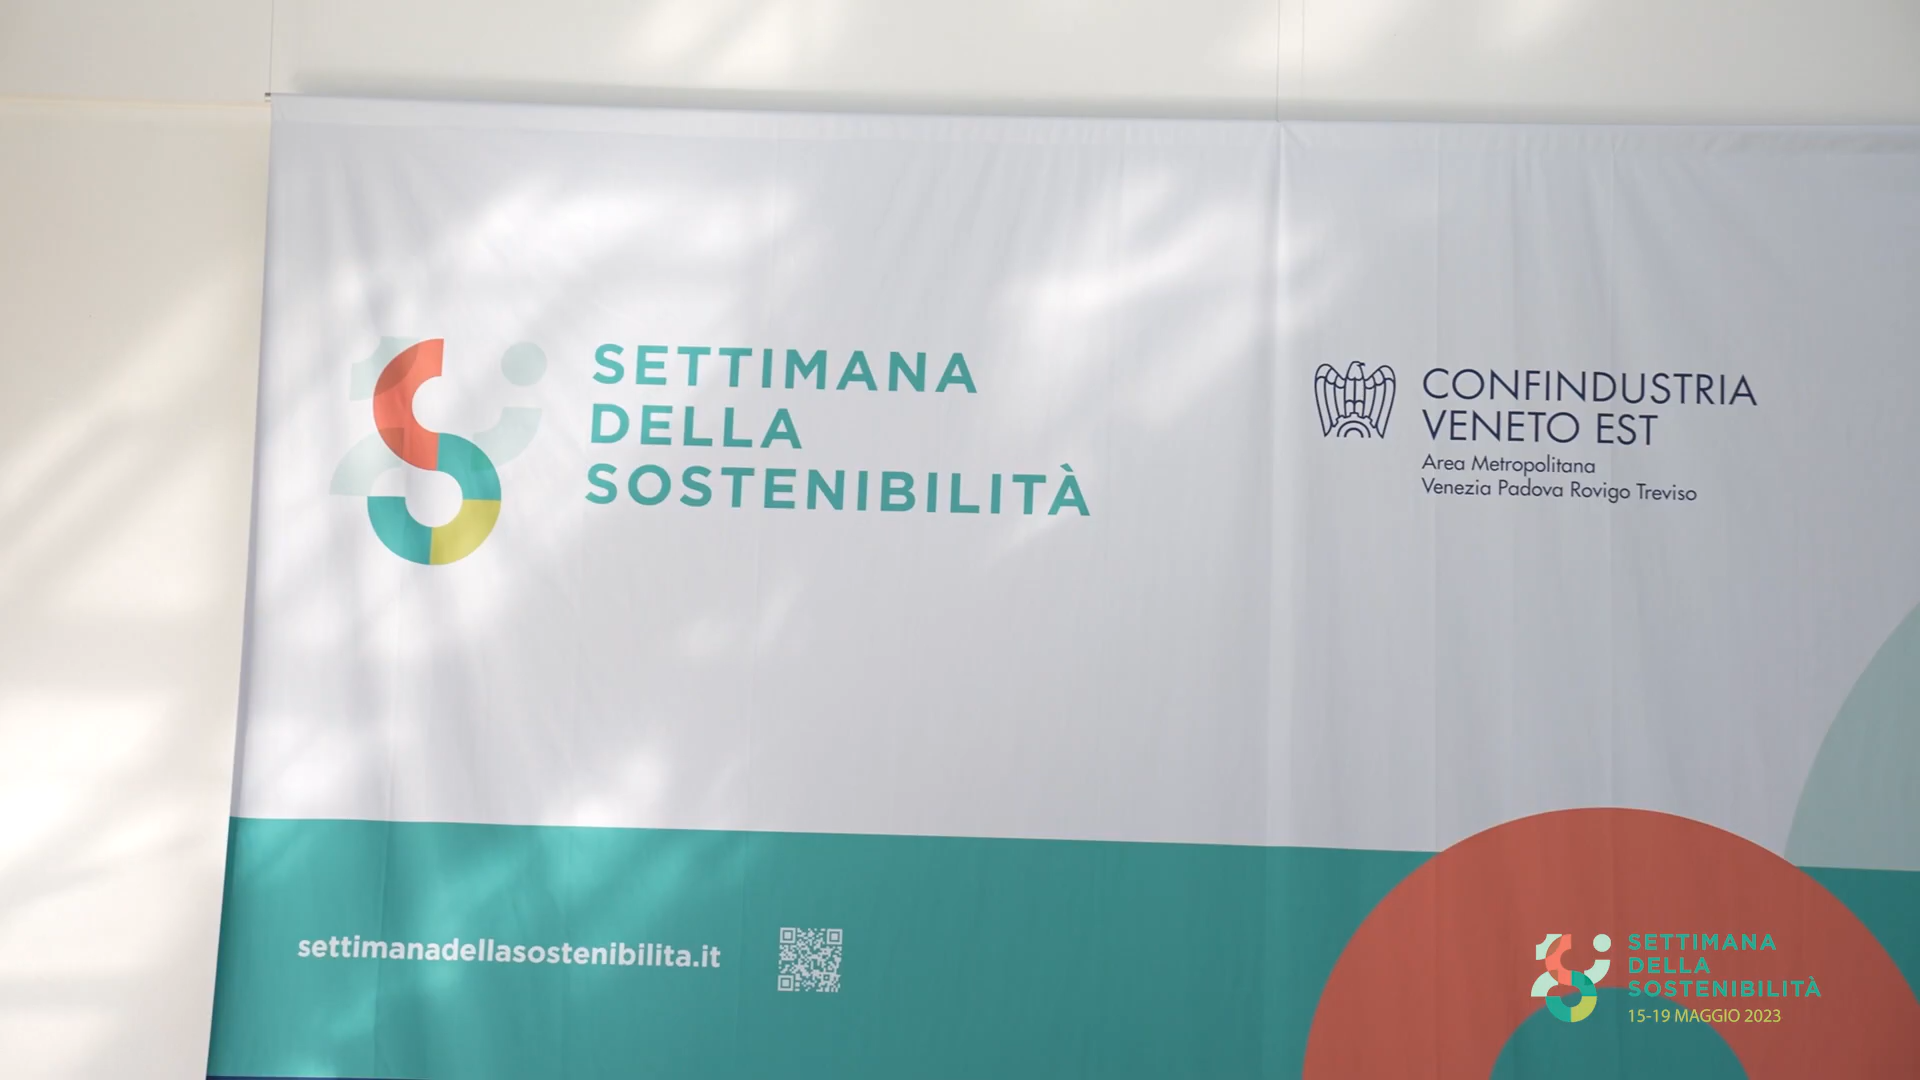 SETTIMANA
DELLA
SOSTENIBILITÀ
CONFINDUSTRIA
VENETO EST
Area Metropolitana
Venezia Padova Rovigo Treviso
settimanadellasostenibilita.it
SETTIMANA
DELLA
SOSTENIBILITÀ
15-19 MAGGIO 2023